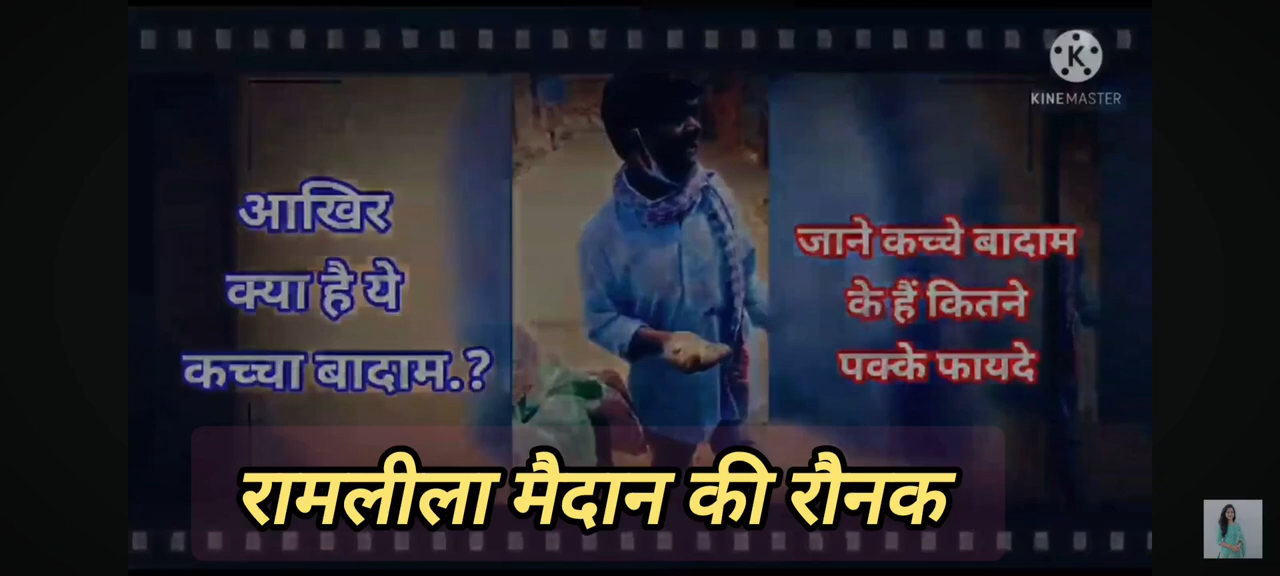 आखिर
क्या है ये
कच्चा बादाम.?
जाने कच्चे बादाम
के हैं कितने
पक्के फायदे
रामलीला मैदान की रौनक
K
KINEMASTER